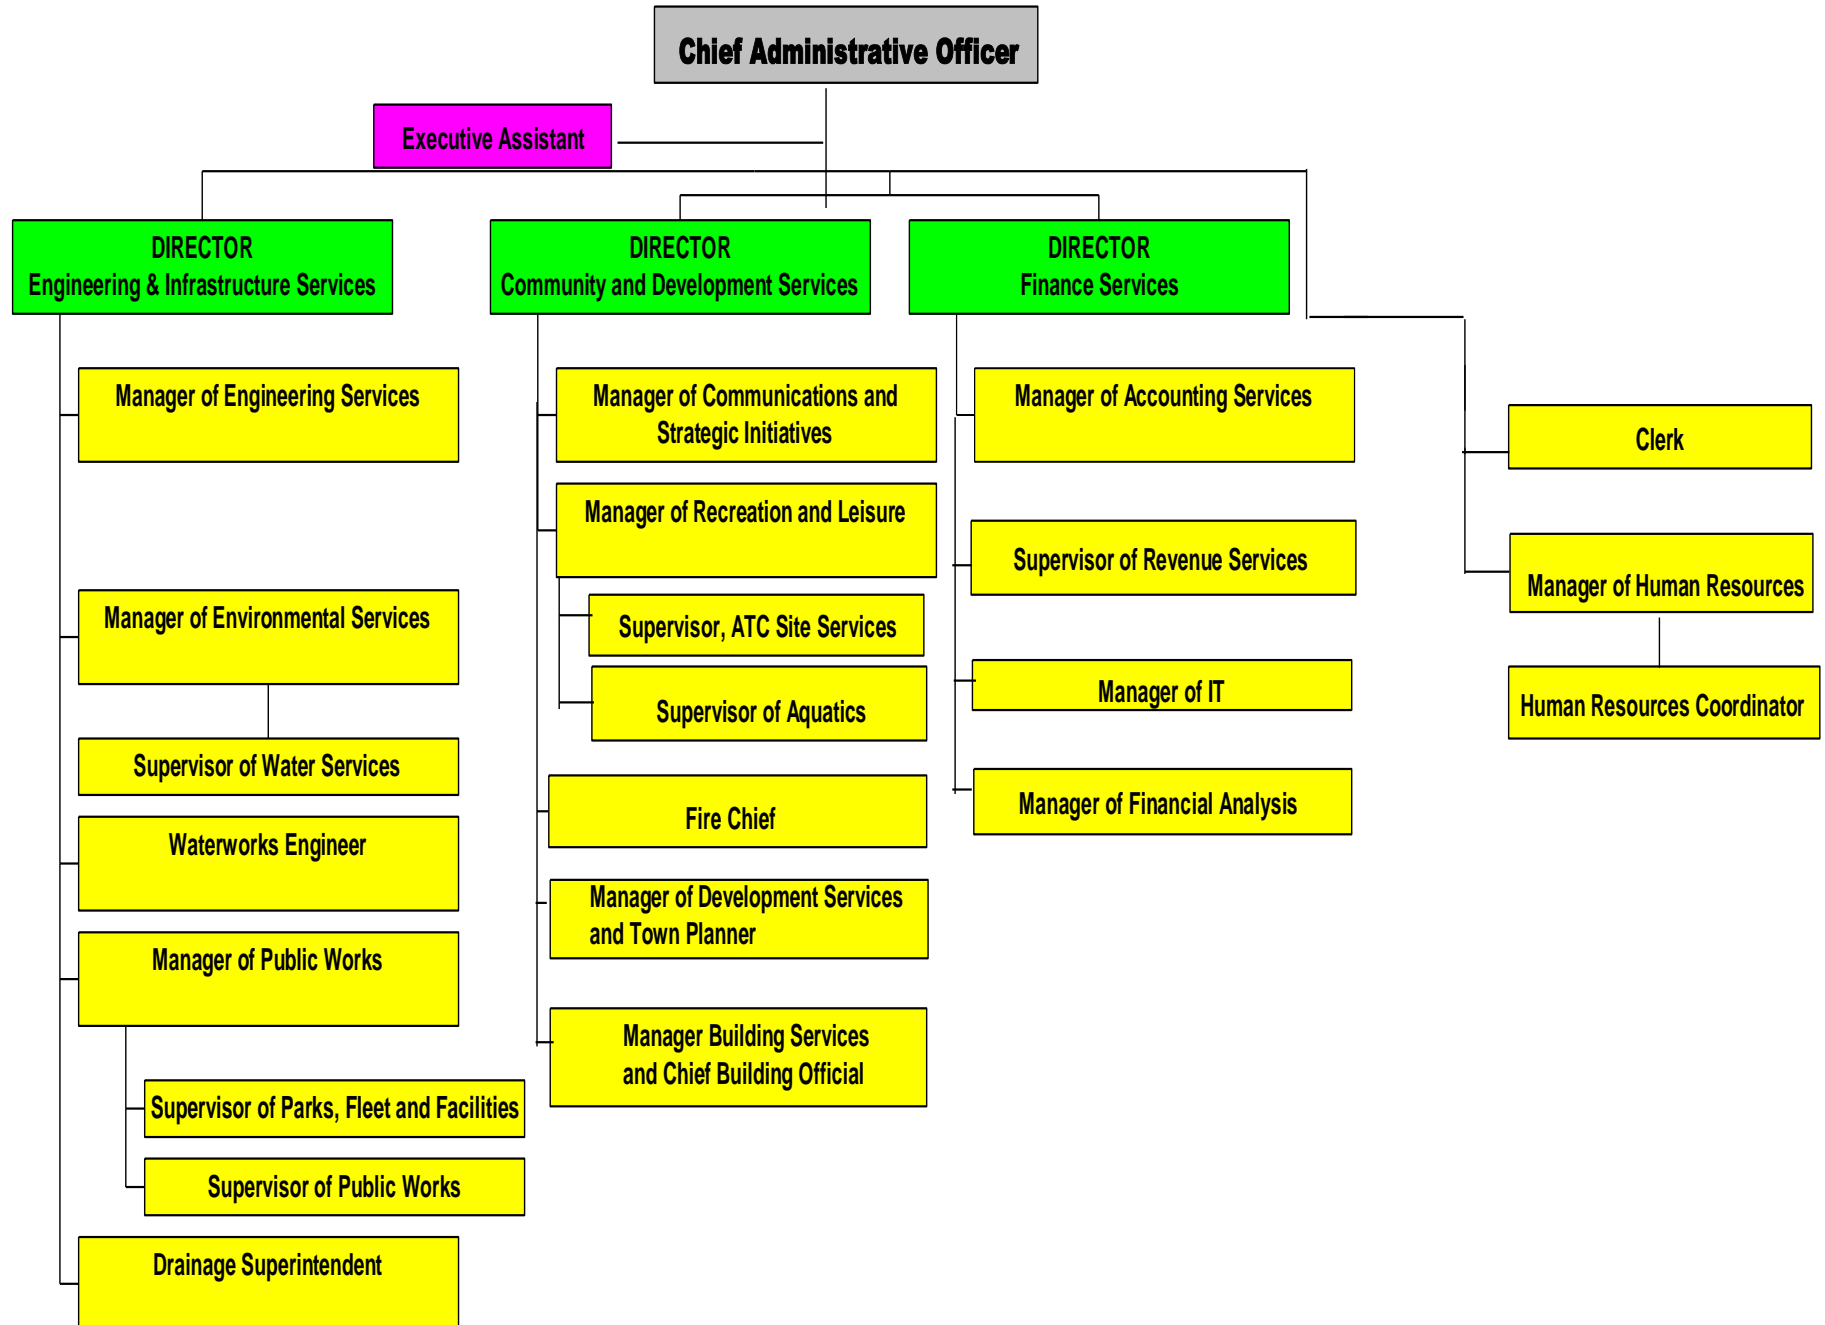 Chief Administrative Officer
Executive Assistant
DIRECTOR
Engineering & Infrastructure Services
DIRECTOR
Community and Development Services
DIRECTOR
Finance Services
Manager of Engineering Services
Manager of Environmental Services
Supervisor of Water Services
Waterworks Engineer
Manager of Public Works
Supervisor of Parks, Fleet and Facilities
Supervisor of Public Works
Drainage Superintendent
Manager of Communications and
Strategic Initiatives
Manager of Recreation and Leisure
Supervisor, ATC Site Services
Supervisor of Aquatics
Fire Chief
Manager of Development Services
and Town Planner
Manager Building Services
and Chief Building Official
Manager of Accounting Services
Supervisor of Revenue Services
Manager of IT
Manager of Financial Analysis
Clerk
Manager of Human Resources
Human Resources Coordinator